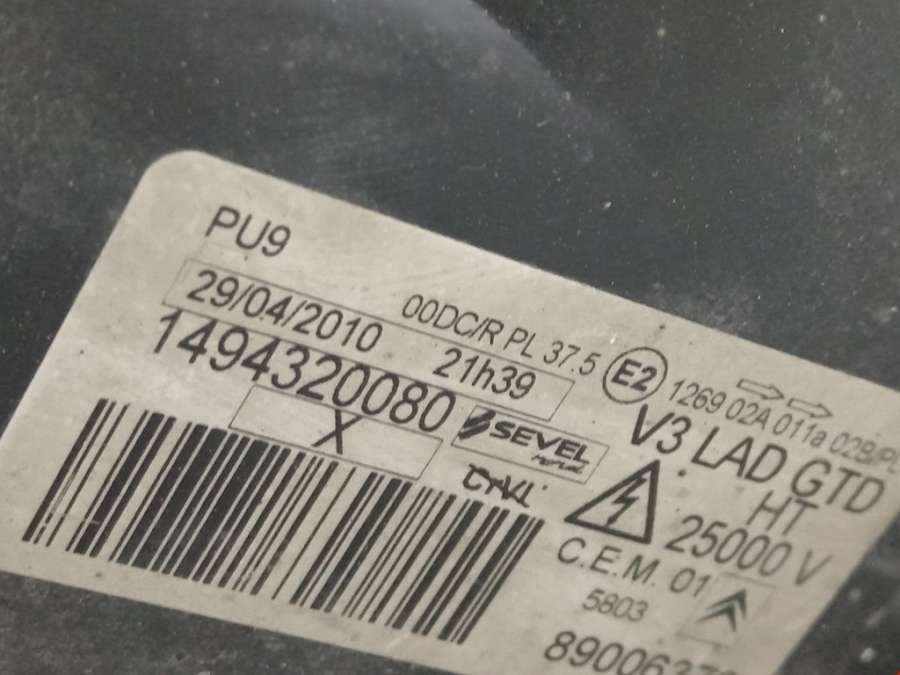 PU9
00DC/R PL 37.5
29/04/2010 21h39
E2
1269 02A 011a 02B/PL
1494320080
X
SEVEL
V3 LAD GTD
HT
25000 V
C.E.M. 01
5803